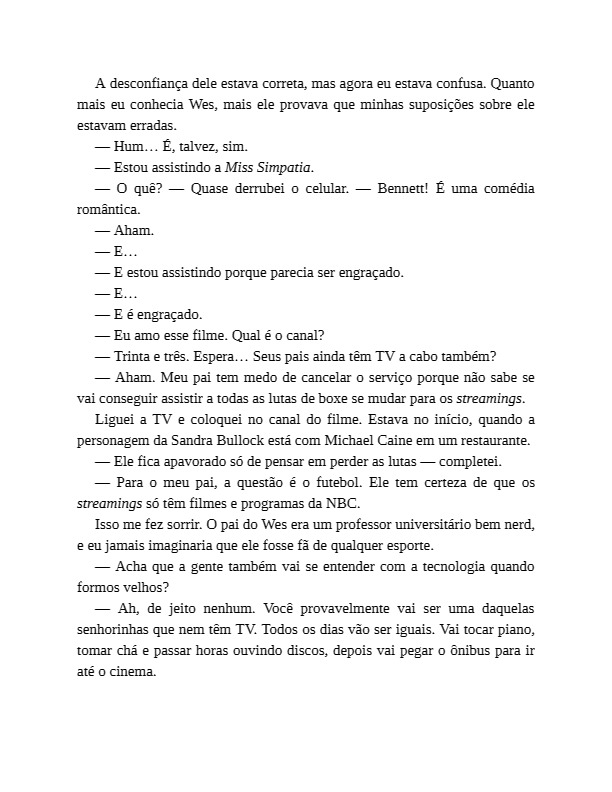 A desconfiança dele estava correta, mas agora eu estava confusa. Quanto
mais eu conhecia Wes, mais ele provava que minhas suposições sobre ele
estavam erradas.
— Hum… É, talvez, sim.
— Estou assistindo a Miss Simpatia.
— O quê? — Quase derrubei o celular. — Bennett! É uma comédia
romântica.
— Aham.
— E…
— E estou assistindo porque parecia ser engraçado.
— E…
— E é engraçado.
— Eu amo esse filme. Qual é o canal?
— Trinta e três. Espera… Seus pais ainda têm TV a cabo também?
— Aham. Meu pai tem medo de cancelar o serviço porque não sabe se
vai conseguir assistir a todas as lutas de boxe se mudar para os streamings.
Liguei a TV e coloquei no canal do filme. Estava no início, quando a
personagem da Sandra Bullock está com Michael Caine em um restaurante.
— Ele fica apavorado só de pensar em perder as lutas — completei.
— Para o meu pai, a questão é o futebol. Ele tem certeza de que os
streamings só têm filmes e programas da NBC.
Isso me fez sorrir. O pai do Wes era um professor universitário bem nerd,
e eu jamais imaginaria que ele fosse fã de qualquer esporte.
— Acha que a gente também vai se entender com a tecnologia quando
formos velhos?
— Ah, de jeito nenhum. Você provavelmente vai ser uma daquelas
senhorinhas que nem têm TV. Todos os dias vão ser iguais. Vai tocar piano,
tomar chá e passar horas ouvindo discos, depois vai pegar o ônibus para ir
até o cinema.